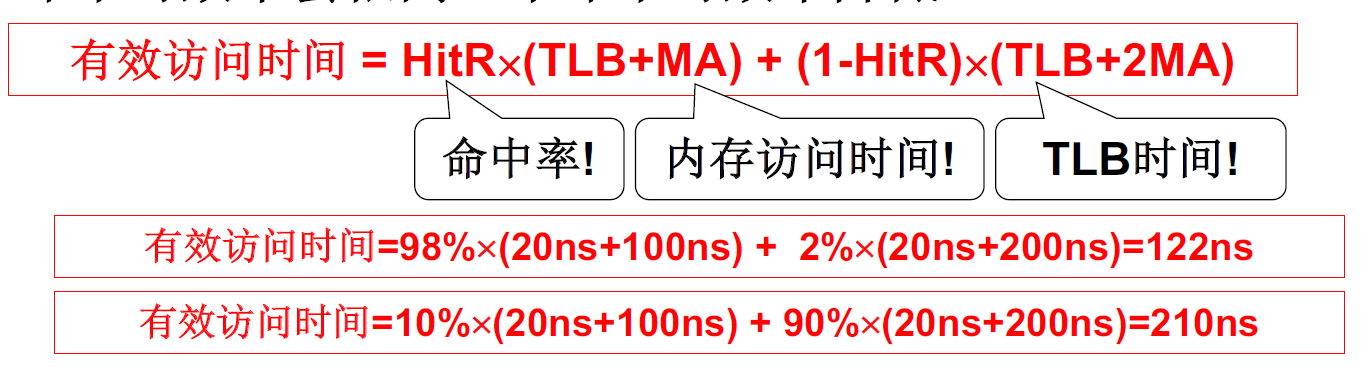 有效访问时间 = HitR×(TLB+MA) + (1-HitR)×(TLB+2MA)
命中率! 内存访问时间! TLB时间!
有效访问时间=98%×(20ns+100ns) + 2%×(20ns+200ns)=122ns
有效访问时间=10%×(20ns+100ns) + 90%×(20ns+200ns)=210ns